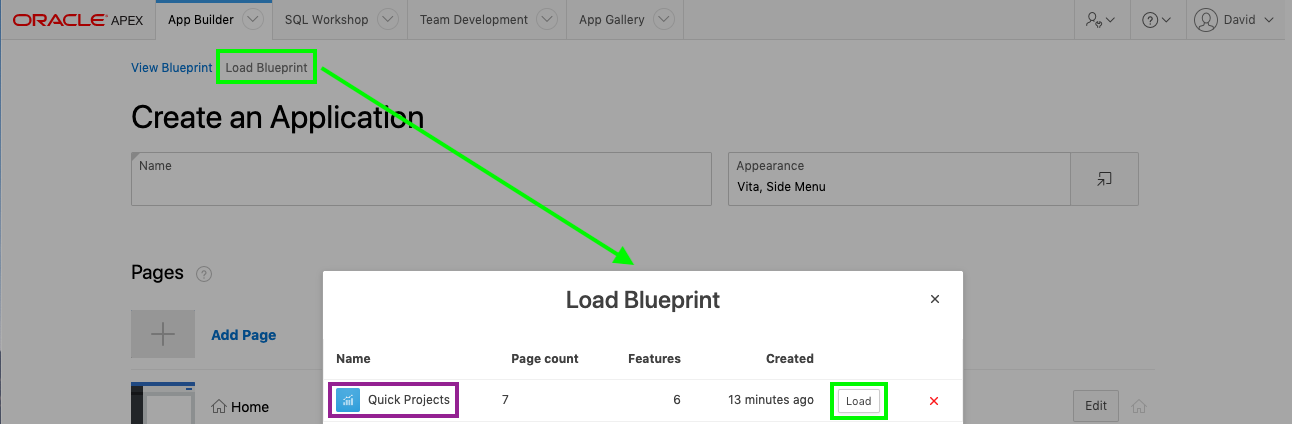 ORACLE APEX App Builder SQL Workshop Team Development App Gallery David
View Blueprint Load Blueprint
Create an Application
Name Appearance
Vita, Side Menu
Pages ?
Load Blueprint ×
Add Page
Name Page count Features Created
Quick Projects 7 6 13 minutes ago Load ×
Home Edit